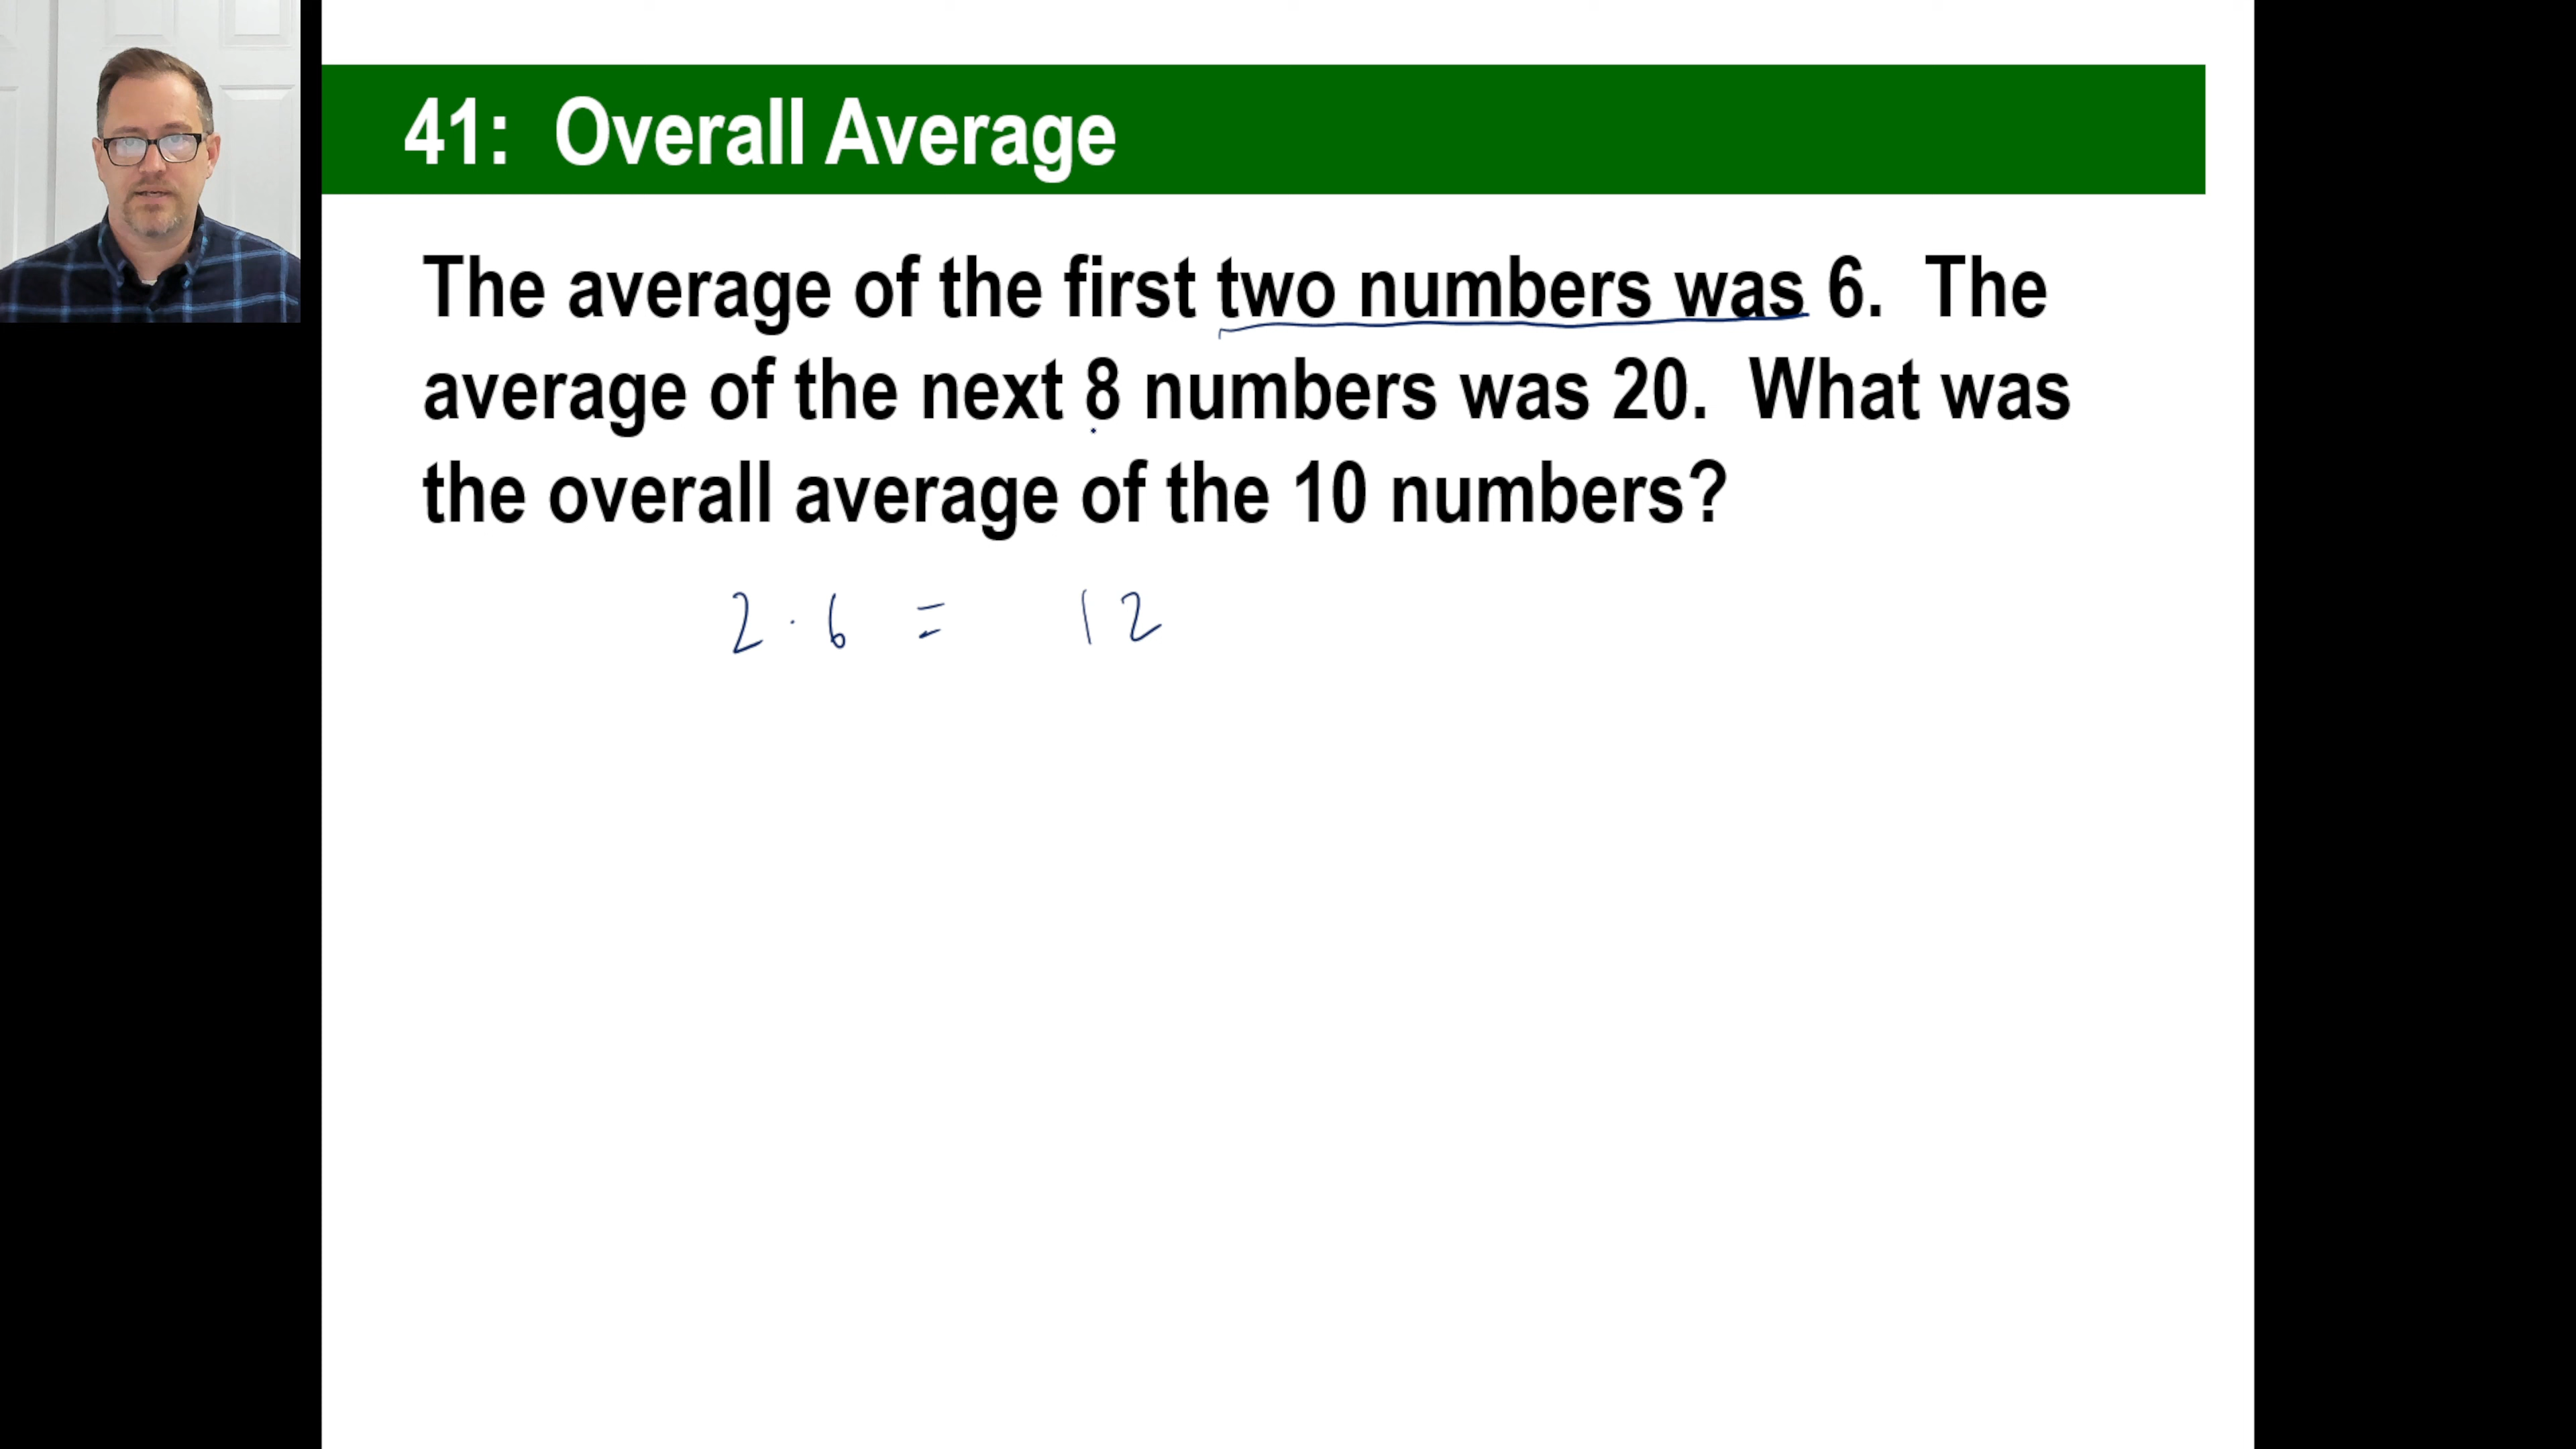 41: Overall Average
The average of the first two numbers was 6. The
average of the next 8 numbers was 20. What was
the overall average of the 10 numbers?
2 · 6 = 12